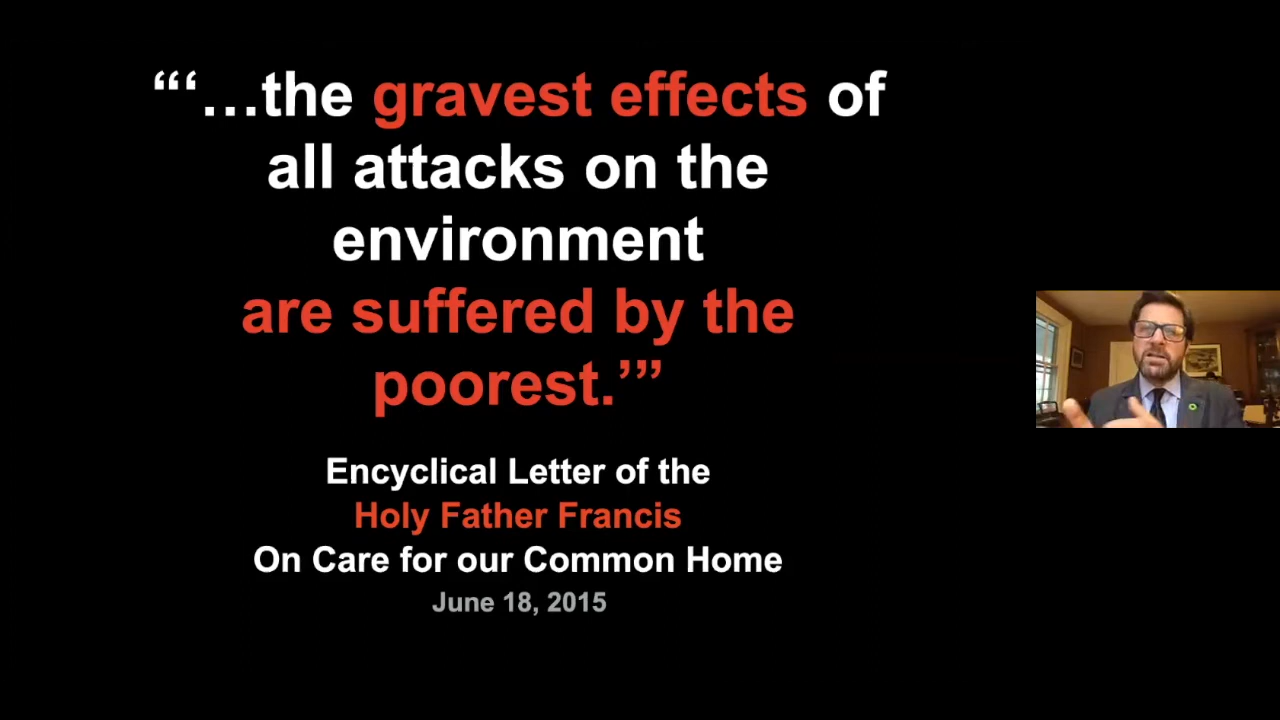 “‘…the gravest effects of
all attacks on the
environment
are suffered by the
poorest.’”
Encyclical Letter of the
Holy Father Francis
On Care for our Common Home
June 18, 2015